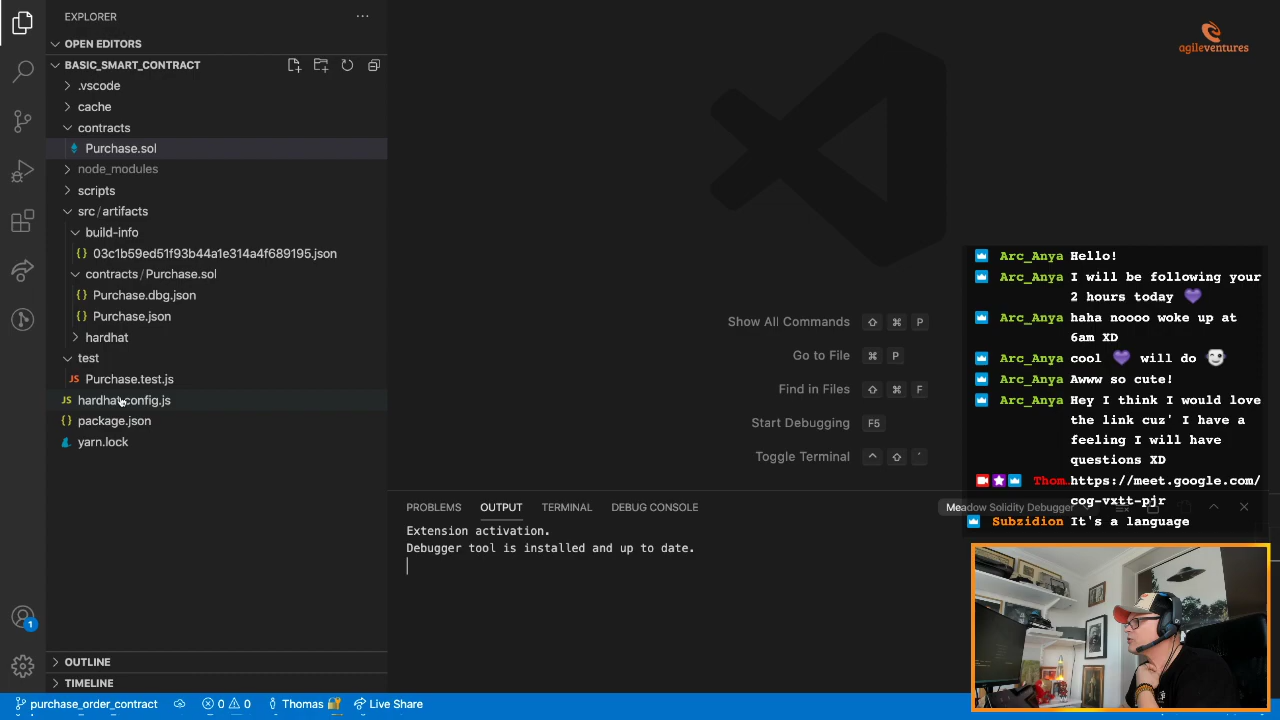 EXPLORER
OPEN EDITORS
BASIC_SMART_CONTRACT
.vscode
cache
contracts
Purchase.sol
node_modules
scripts
src/artifacts
build-info
03c1b59ed51f93b44a1e314a4f689195.json
contracts/Purchase.sol
Purchase.dbg.json
Purchase.json
hardhat
test
JS Purchase.test.js
JS hardhat.config.js
package.json
yarn.lock
OUTLINE
TIMELINE
agileventures
Show All Commands ⇧ ⌘ P
Go to File ⌘ P
Find in Files ⇧ ⌘ F
Start Debugging F5
Toggle Terminal ^ ⇧ '
PROBLEMS OUTPUT TERMINAL DEBUG CONSOLE
Meadow Solidity Debugger
Extension activation.
Debugger tool is installed and up to date.
Arc_Anya Hello!
Arc_Anya I will be following your
2 hours today 💜
Arc_Anya haha noooo woke up at
6am XD
Arc_Anya cool 💜 will do
Arc_Anya Awww so cute!
Arc_Anya Hey I think I would love
the link cuz' I have a
feeling I will have
questions XD
Thom… https://meet.google.com/
cog-vxtt-pjr
Subzidion It's a language
1
purchase_order_contract 0 0 Thomas 🔐 Live Share